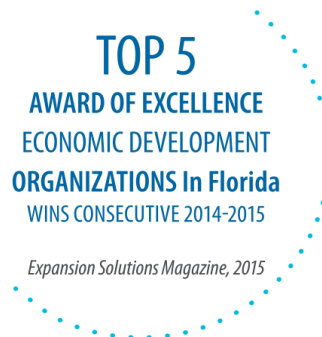 TOP 5
AWARD OF EXCELLENCE
ECONOMIC DEVELOPMENT
ORGANIZATIONS In Florida
WINS CONSECUTIVE 2014-2015
Expansion Solutions Magazine, 2015